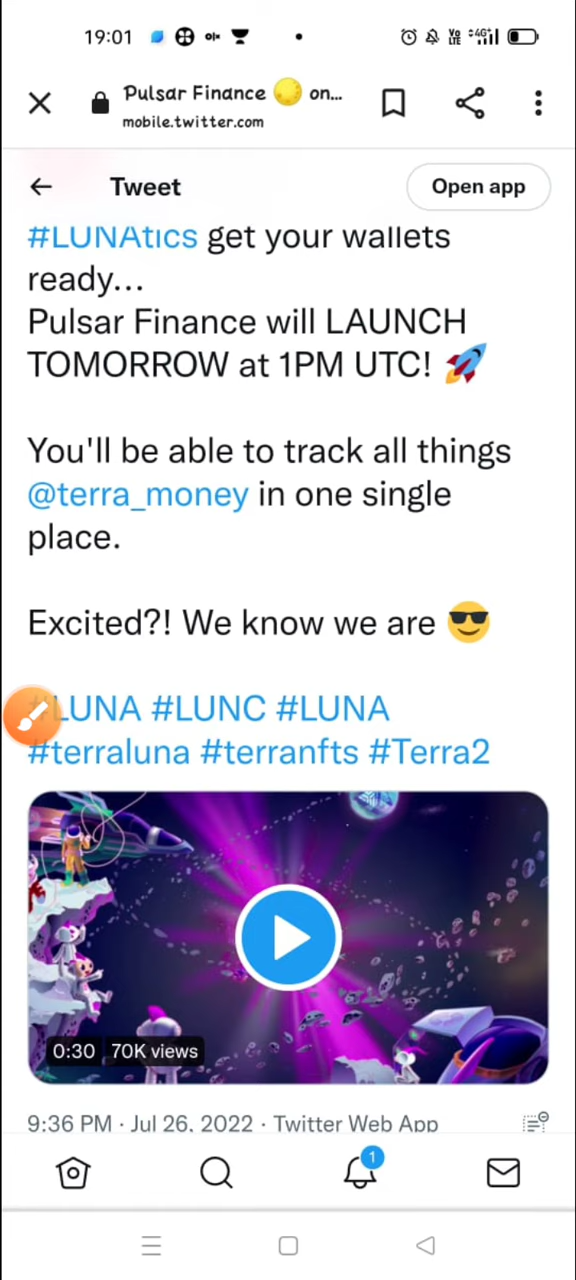 19:01
4G+
Pulsar Finance on...
mobile.twitter.com
Tweet
Open app
#LUNAtics get your wallets
ready...
Pulsar Finance will LAUNCH
TOMORROW at 1PM UTC! 🚀
You'll be able to track all things
@terra_money in one single
place.
Excited?! We know we are 😎
#LUNA #LUNC #LUNA
#terraluna #terranfts #Terra2
0:30 70K views
9:36 PM · Jul 26, 2022 · Twitter Web App
1